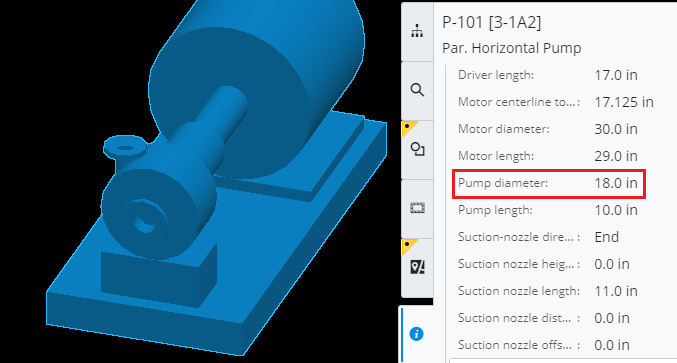 P-101 [3-1A2]
Par. Horizontal Pump
Driver length: 17.0 in
Motor centerline to... : 17.125 in
Motor diameter: 30.0 in
Motor length: 29.0 in
Pump diameter: 18.0 in
Pump length: 10.0 in
Suction-nozzle dire... : End
Suction nozzle heig... : 0.0 in
Suction nozzle length: 11.0 in
Suction nozzle dist... : 0.0 in
Suction nozzle offs... : 0.0 in